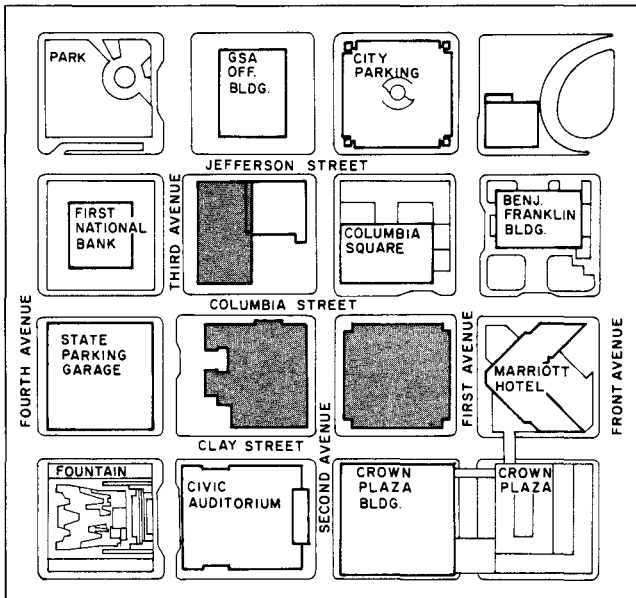 PARK
GSA
OFF.
BLDG.
CITY
PARKING
JEFFERSON STREET
FIRST
NATIONAL
BANK
THIRD AVENUE
COLUMBIA
SQUARE
BENJ.
FRANKLIN
BLDG.
COLUMBIA STREET
FOURTH AVENUE
STATE
PARKING
GARAGE
FIRST AVENUE
MARRIOTT
HOTEL
FRONT AVENUE
CLAY STREET
SECOND AVENUE
FOUNTAIN
CIVIC
AUDITORIUM
CROWN
PLAZA
BLDG.
CROWN
PLAZA